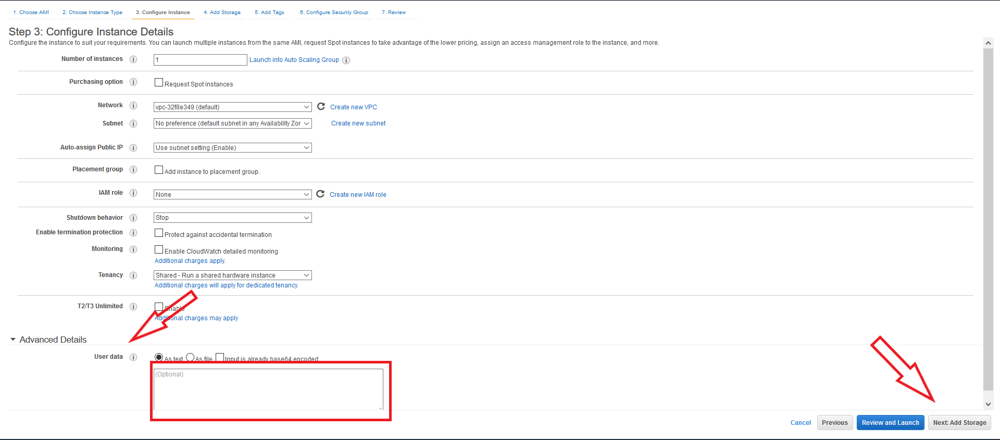 1. Choose AMI 2. Choose Instance Type 3. Configure Instance 4. Add Storage 5. Add Tags 6. Configure Security Group 7. Review
Step 3: Configure Instance Details
Configure the instance to suit your requirements. You can launch multiple instances from the same AMI, request Spot instances to take advantage of the lower pricing, assign an access management role to the instance, and more.
Number of instances i 1 Launch into Auto Scaling Group i
Purchasing option i Request Spot instances
Network i vpc-32f8e349 (default) Create new VPC
Subnet i No preference (default subnet in any Availability Zor Create new subnet
Auto-assign Public IP i Use subnet setting (Enable)
Placement group i Add instance to placement group.
IAM role i None Create new IAM role
Shutdown behavior i Stop
Enable termination protection i Protect against accidental termination
Monitoring i Enable CloudWatch detailed monitoring
Additional charges apply.
Tenancy i Shared - Run a shared hardware instance
Additional charges will apply for dedicated tenancy.
T2/T3 Unlimited i Enable
Additional charges may apply
Advanced Details
User data i As text As file Input is already base64 encoded
(Optional)
Cancel Previous Review and Launch Next: Add Storage